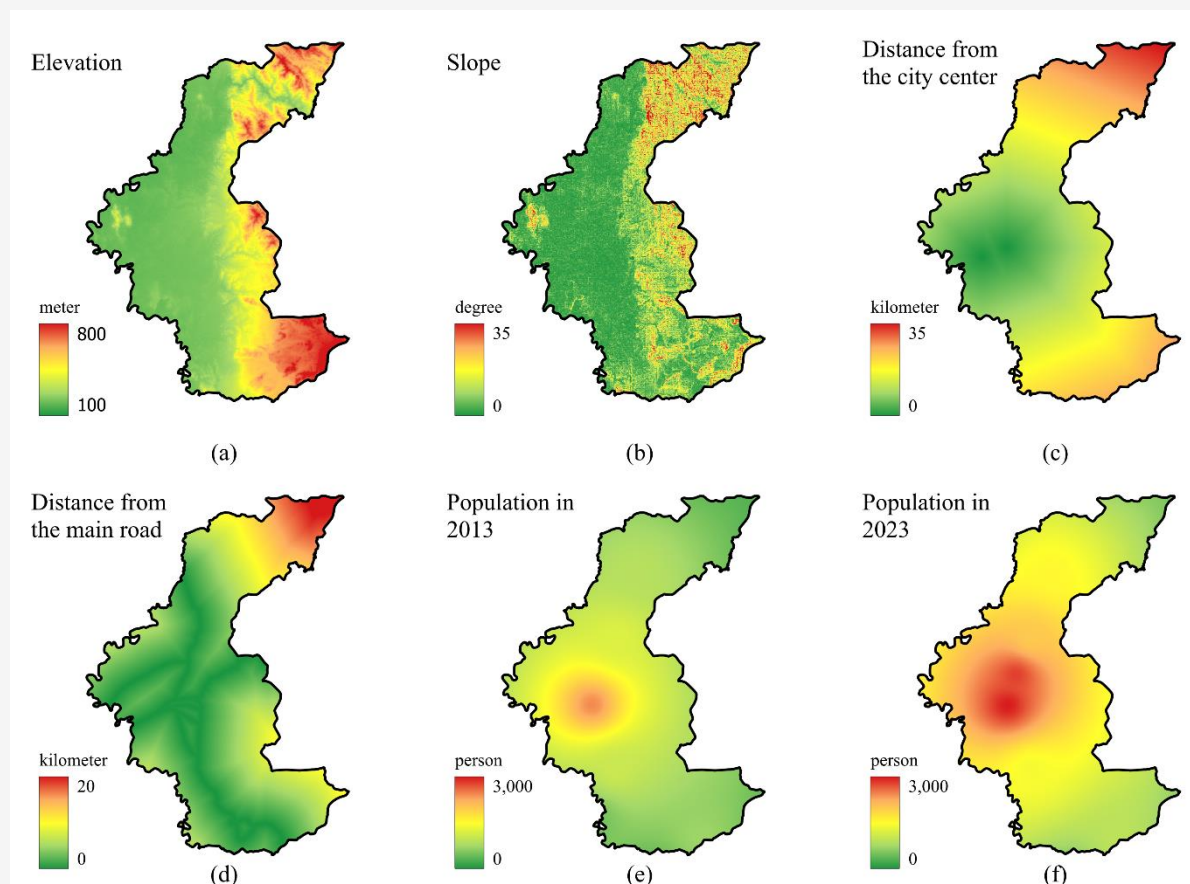 Elevation
meter
800
100
(a)
Slope
degree
35
0
(b)
Distance from
the city center
kilometer
35
0
(c)
Distance from
the main road
kilometer
20
0
(d)
Population in
2013
person
3,000
0
(e)
Population in
2023
person
3,000
0
(f)